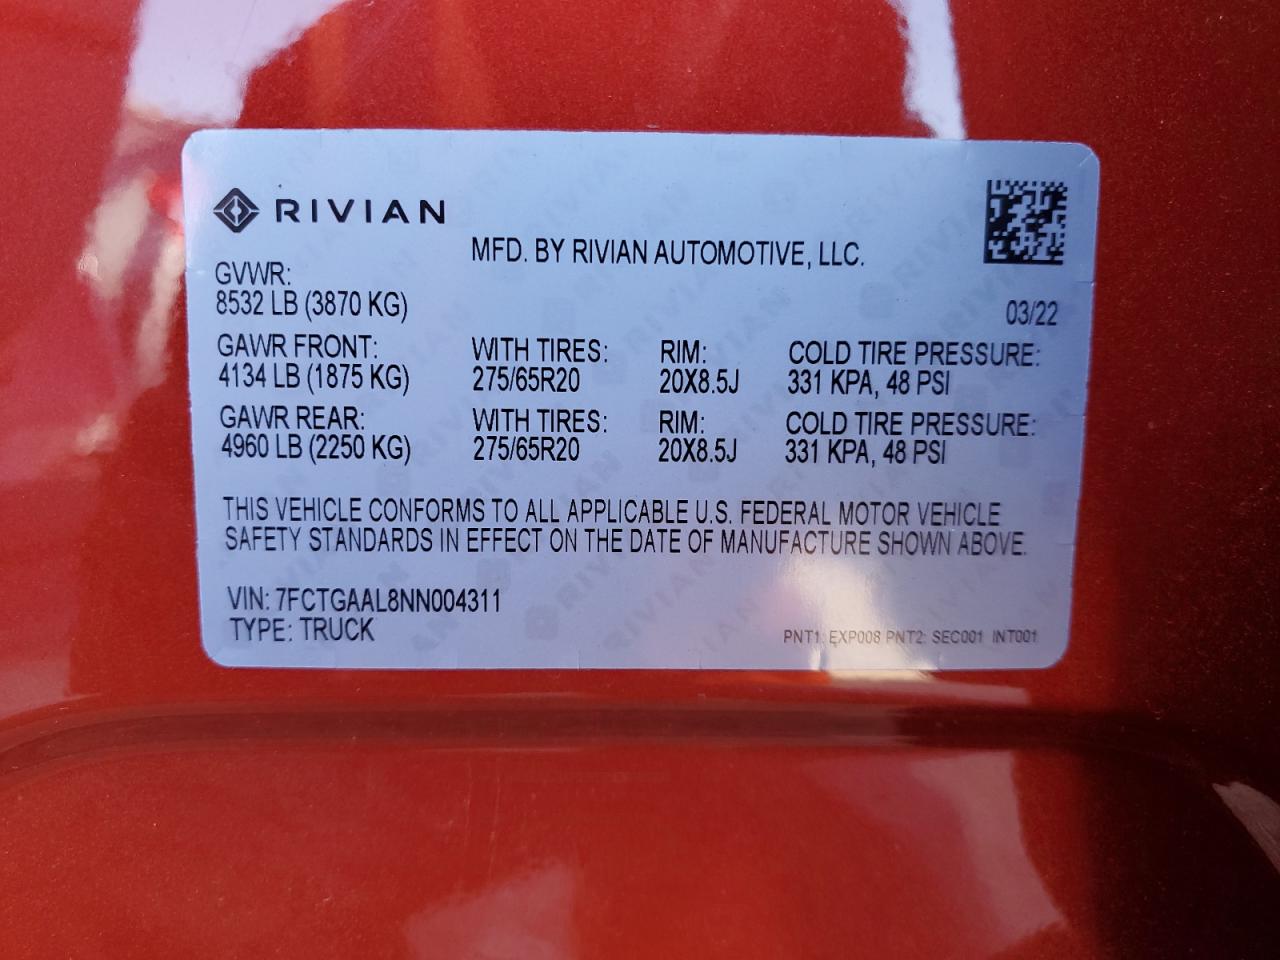 RIVIAN
MFD. BY RIVIAN AUTOMOTIVE, LLC.
GVWR:
8532 LB (3870 KG)
03/22
GAWR FRONT: WITH TIRES: RIM: COLD TIRE PRESSURE:
4134 LB (1875 KG) 275/65R20 20X8.5J 331 KPA, 48 PSI
GAWR REAR: WITH TIRES: RIM: COLD TIRE PRESSURE:
4960 LB (2250 KG) 275/65R20 20X8.5J 331 KPA, 48 PSI
THIS VEHICLE CONFORMS TO ALL APPLICABLE U.S. FEDERAL MOTOR VEHICLE
SAFETY STANDARDS IN EFFECT ON THE DATE OF MANUFACTURE SHOWN ABOVE.
VIN: 7FCTGAAL8NN004311
TYPE: TRUCK
PNT1: EXP008 PNT2: SEC001 INT001